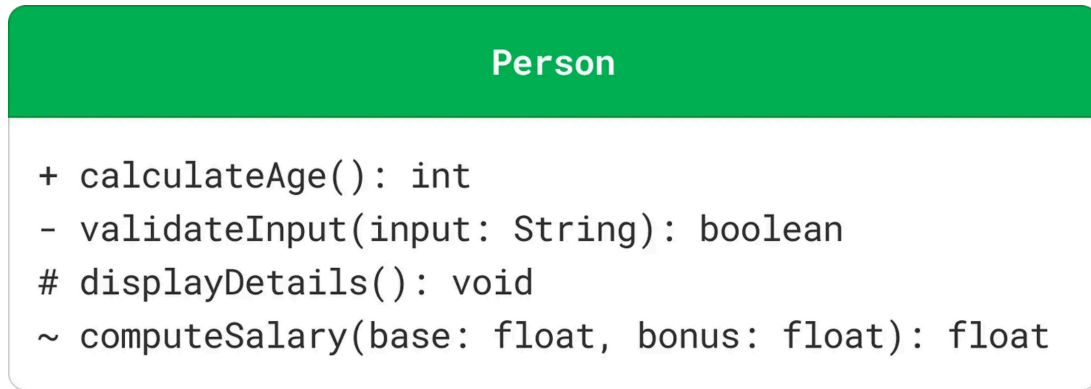 Person
+ calculateAge(): int
- validateInput(input: String): boolean
# displayDetails(): void
~ computeSalary(base: float, bonus: float): float